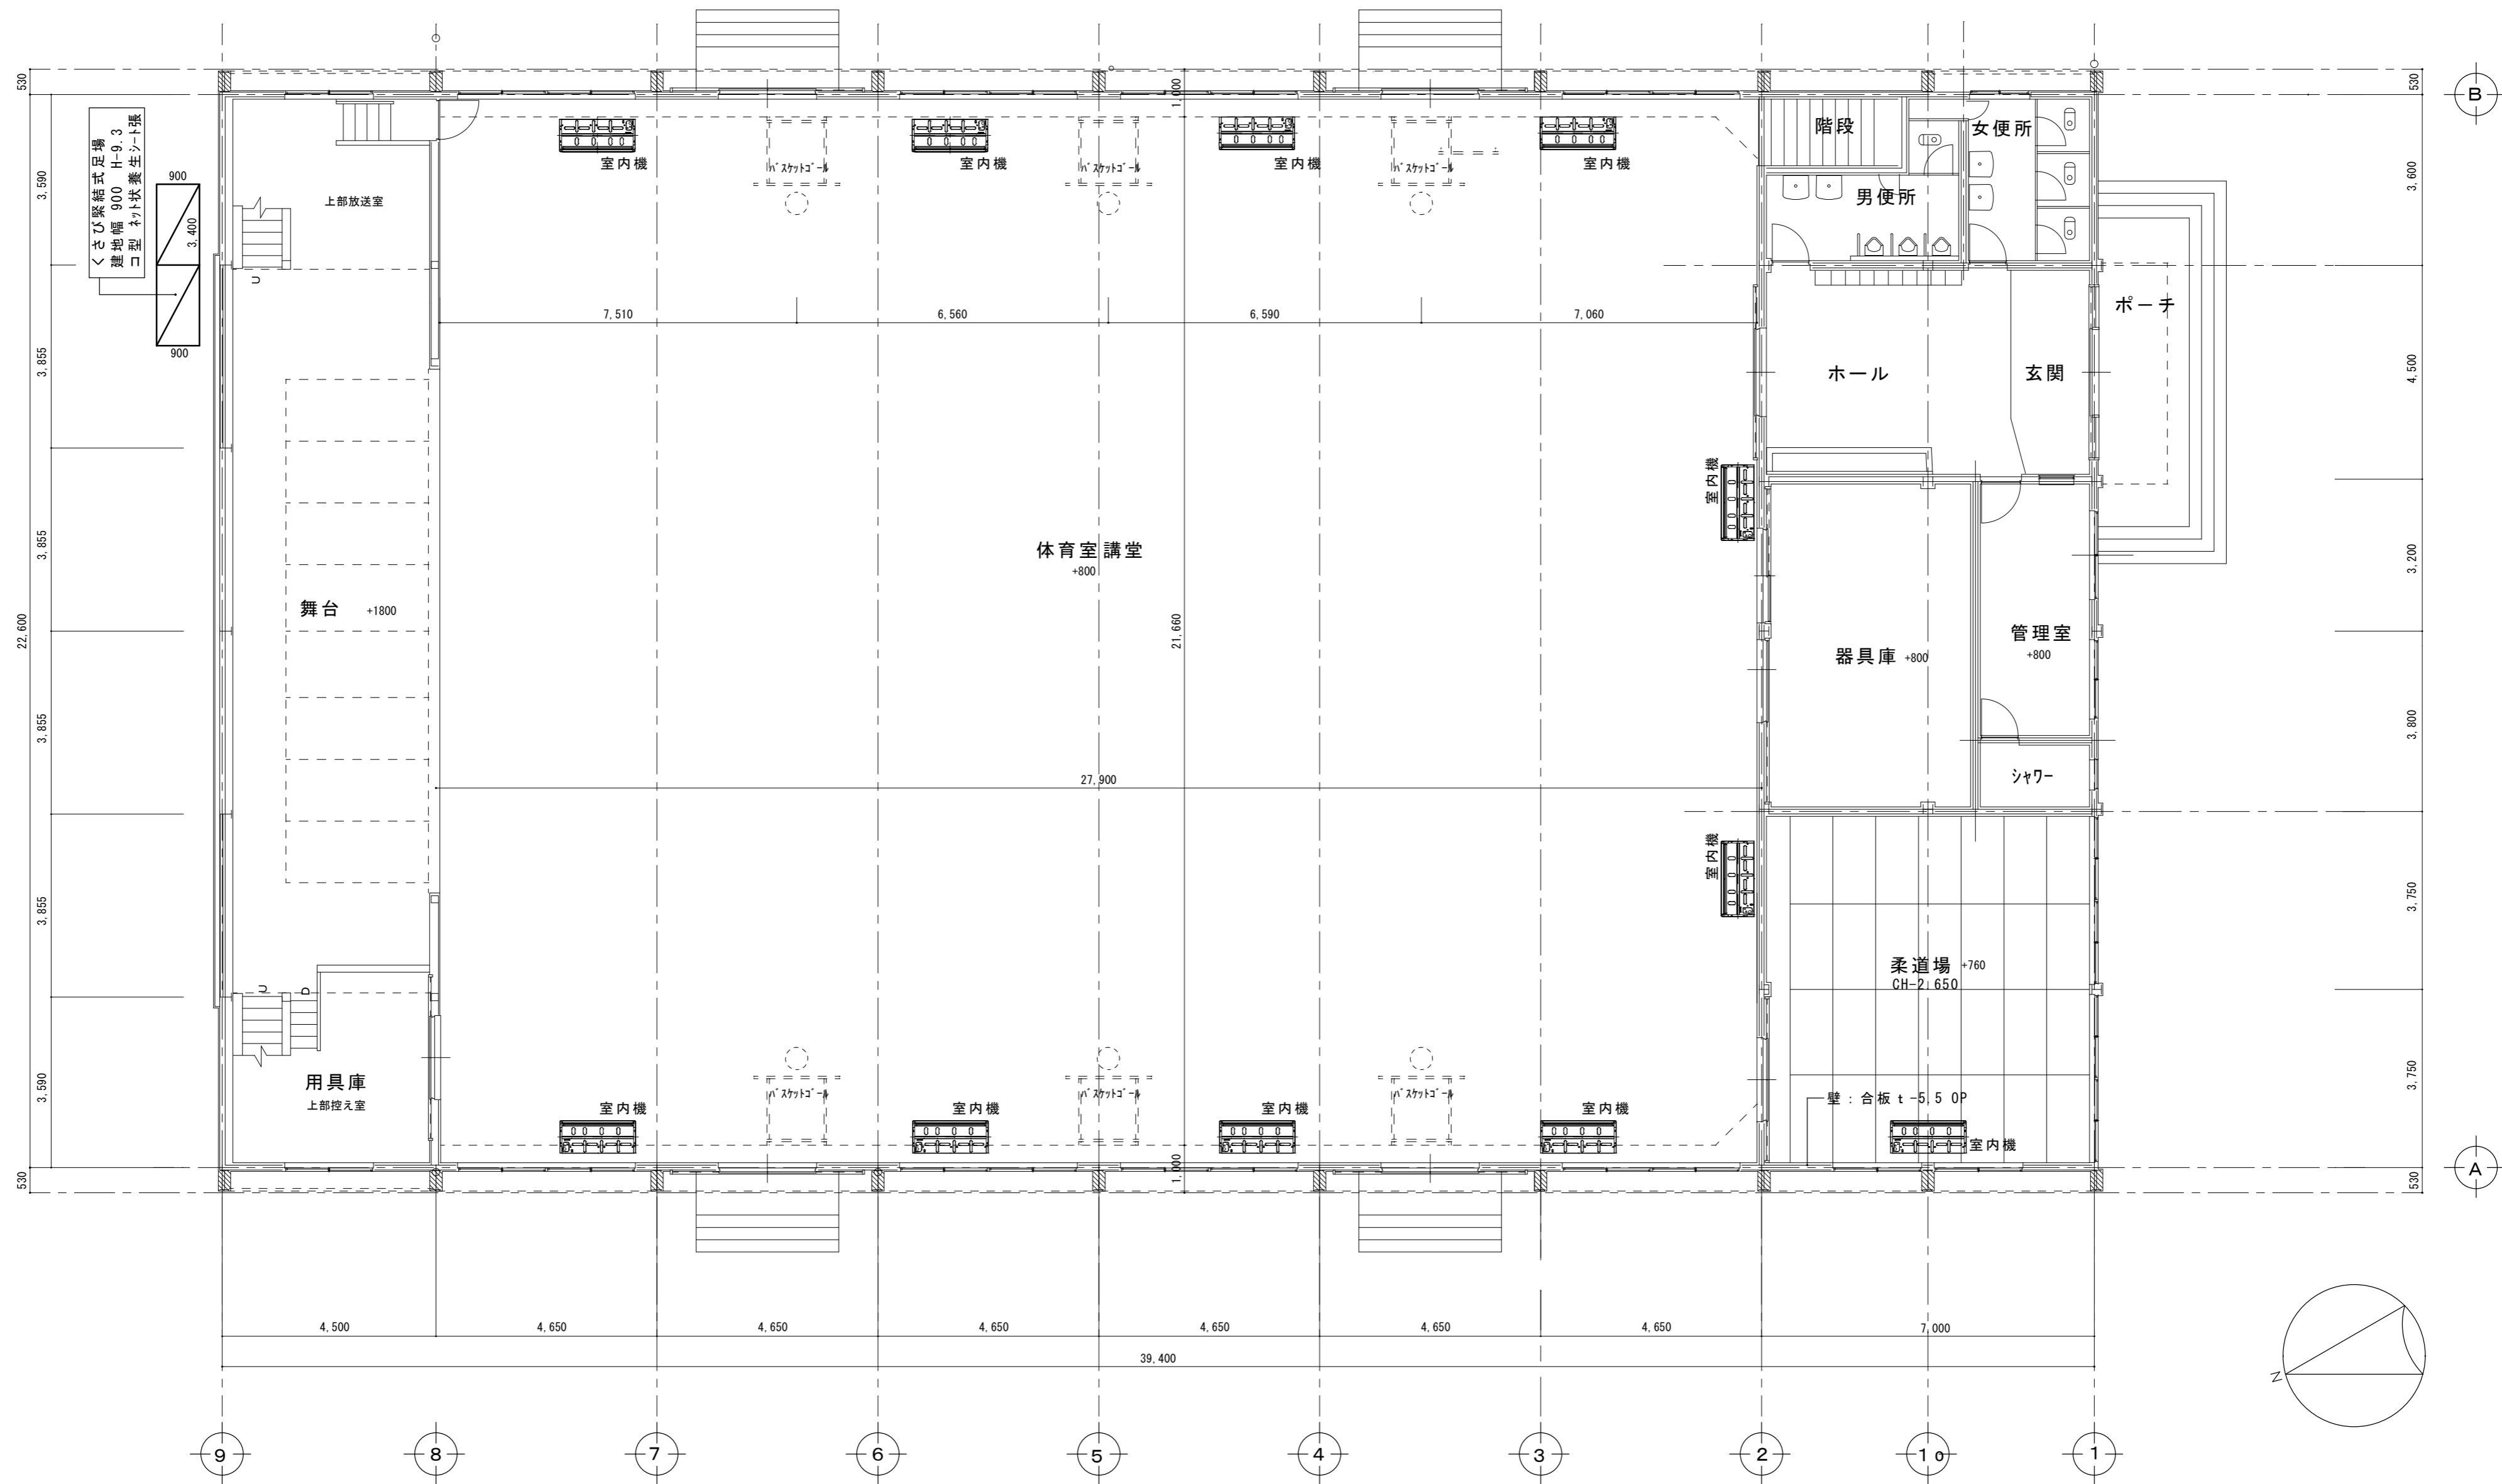 530
1,000
530
B
くさび緊結式足場
建地幅 900 H-9.3
コ型 ネット状養生シート張
900
3,400
900
3,590
上部放送室
U
室内機
室内機
室内機
室内機
バスケットゴール
バスケットゴール
バスケットゴール
階段
女便所
男便所
3,600
7,510
6,560
6,590
7,060
ポーチ
3,855
ホール
玄関
4,500
室内機
3,855
体育室講堂
+800
3,200
舞台 +1800
22,600
21,660
器具庫 +800
管理室
+800
3,855
27,900
シャワー
3,800
室内機
3,855
3,750
柔道場 +760
CH-2,650
U
D
用具庫
上部控え室
3,590
バスケットゴール
バスケットゴール
バスケットゴール
室内機
室内機
室内機
室内機
壁：合板 t-5.5 OP
室内機
3,750
530
1,000
530
A
4,500
4,650
4,650
4,650
4,650
4,650
4,650
7,000
39,400
N
9
8
7
6
5
4
3
2
1o
1